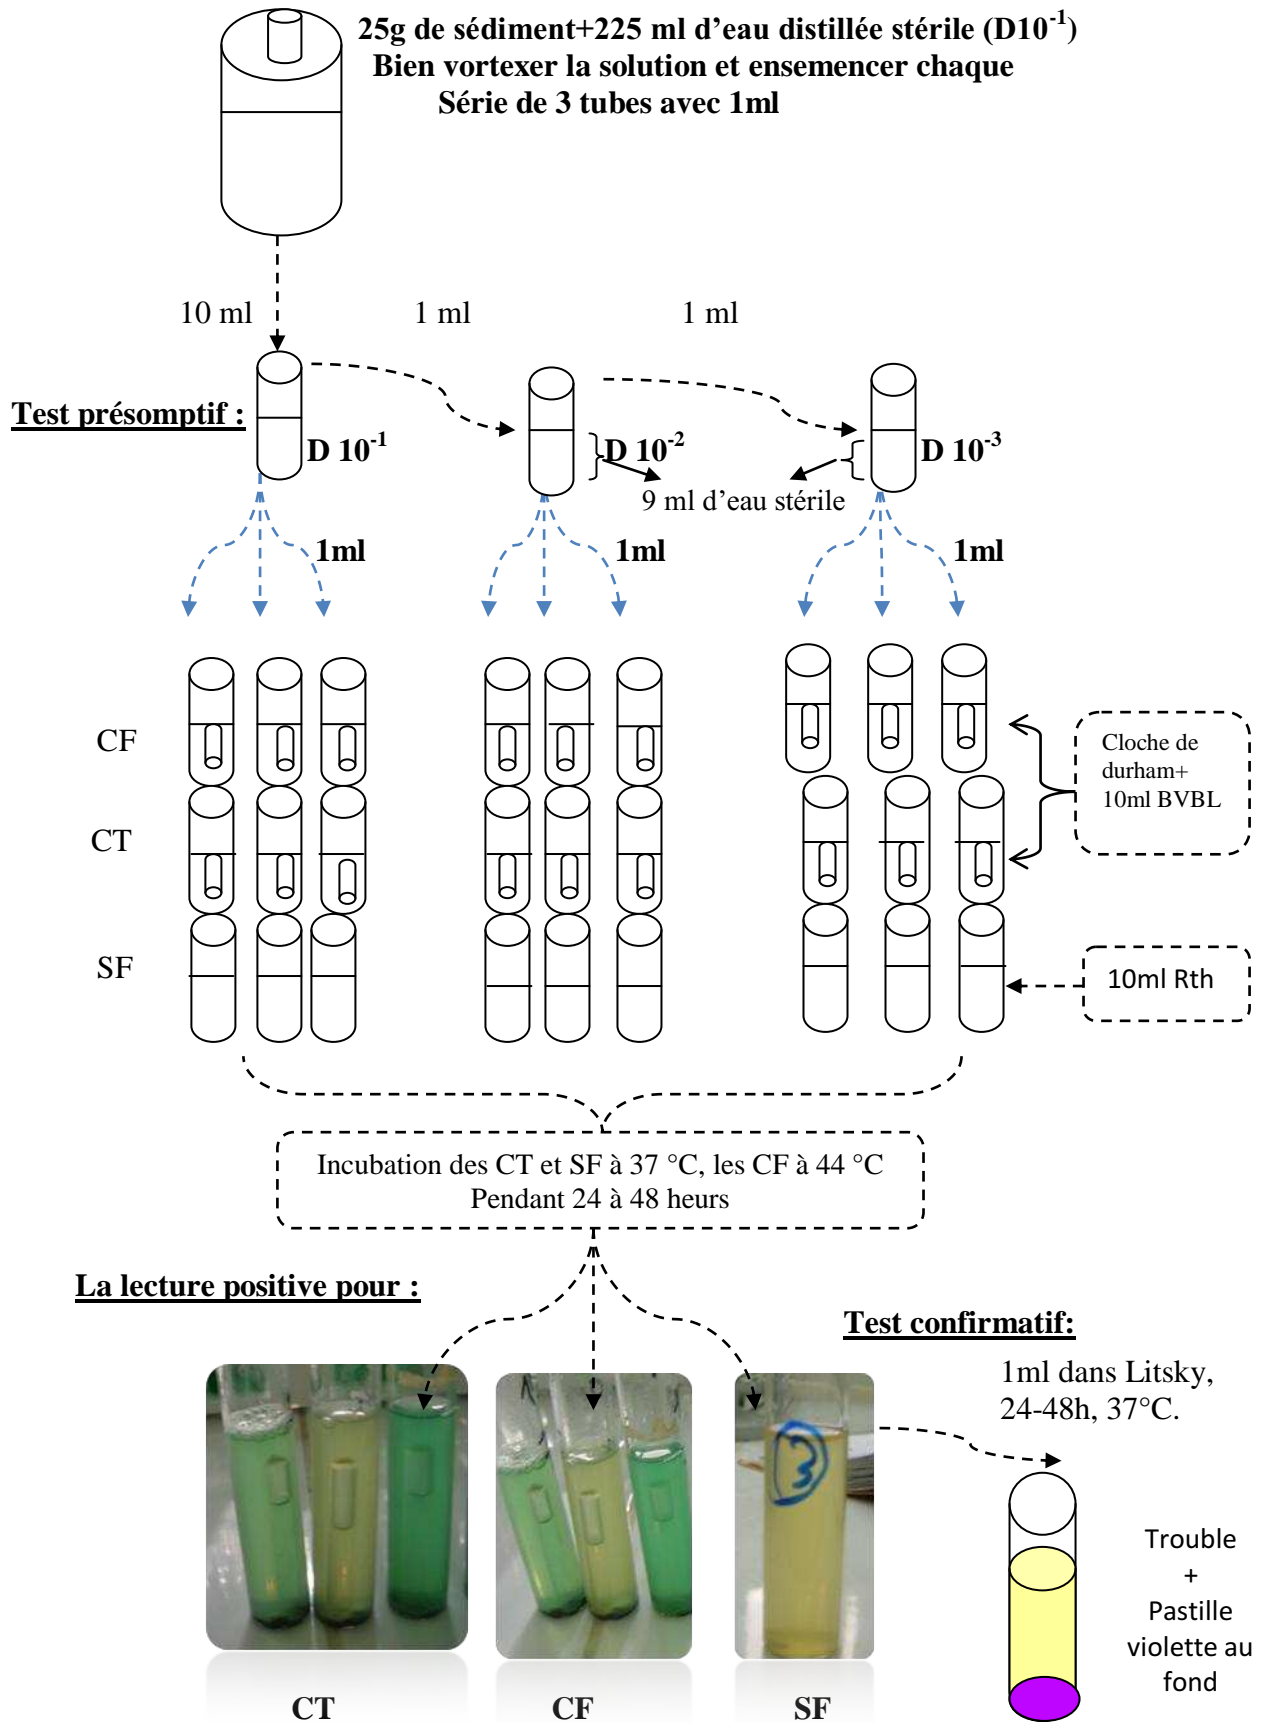 25g de sédiment+225 ml d’eau distillée stérile (D10-1)
Bien vortexer la solution et ensemencer chaque
Série de 3 tubes avec 1ml
10 ml
1 ml
1 ml
Test présomptif :
D 10-1
D 10-2
D 10-3
9 ml d’eau stérile
1ml
1ml
1ml
CF
Cloche de
durham+
10ml BVBL
CT
SF
10ml Rth
Incubation des CT et SF à 37 °C, les CF à 44 °C
Pendant 24 à 48 heurs
La lecture positive pour :
Test confirmatif:
1ml dans Litsky,
24-48h, 37°C.
3
Trouble
+
Pastille
violette au
fond
CT
CF
SF